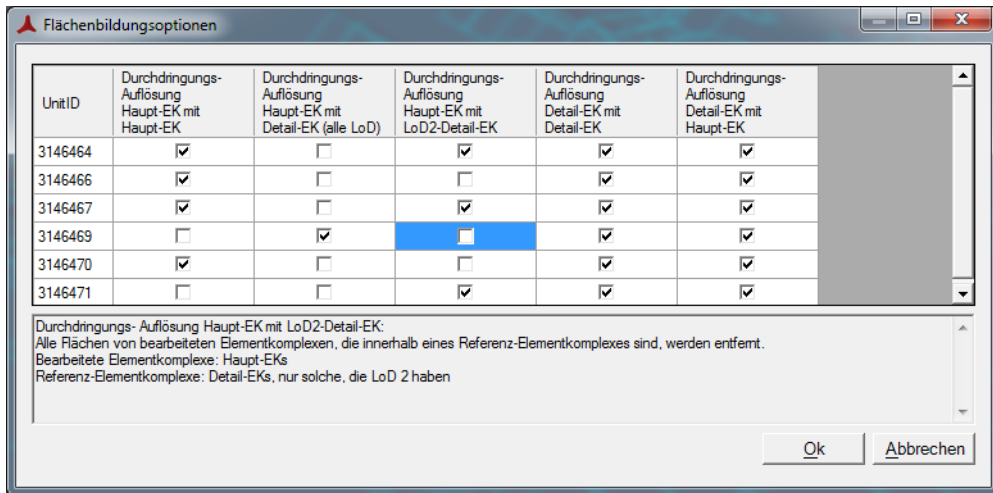 Flächenbildungsoptionen
UnitID
Durchdringungs-
Auflösung
Haupt-EK mit
Haupt-EK
Durchdringungs-
Auflösung
Haupt-EK mit
Detail-EK (alle LoD)
Durchdringungs-
Auflösung
Haupt-EK mit
LoD2-Detail-EK
Durchdringungs-
Auflösung
Detail-EK mit
Detail-EK
Durchdringungs-
Auflösung
Detail-EK mit
Haupt-EK
3146464
3146466
3146467
3146469
3146470
3146471
Durchdringungs- Auflösung Haupt-EK mit LoD2-Detail-EK:
Alle Flächen von bearbeiteten Elementkomplexen, die innerhalb eines Referenz-Elementkomplexes sind, werden entfernt.
Bearbeitete Elementkomplexe: Haupt-EKs
Referenz-Elementkomplexe: Detail-EKs, nur solche, die LoD 2 haben
Ok
Abbrechen